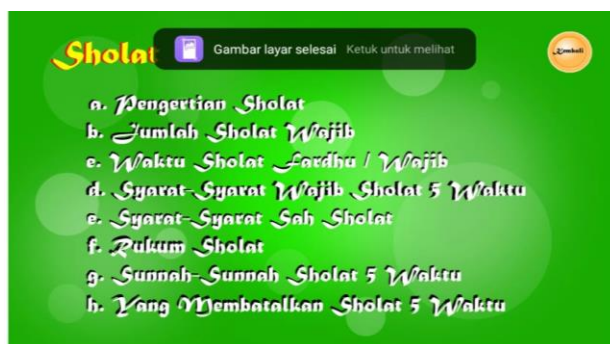 Sholat
Gambar layar selesai Ketuk untuk melihat
Kembali
a. Pengertian Sholat
b. Jumlah Sholat Wajib
c. Waktu Sholat Fardhu / Wajib
d. Syarat-Syarat Wajib Sholat 5 Waktu
e. Syarat-Syarat Sah Sholat
f. Rukum Sholat
g. Sunnah-Sunnah Sholat 5 Waktu
h. Yang Membatalkan Sholat 5 Waktu